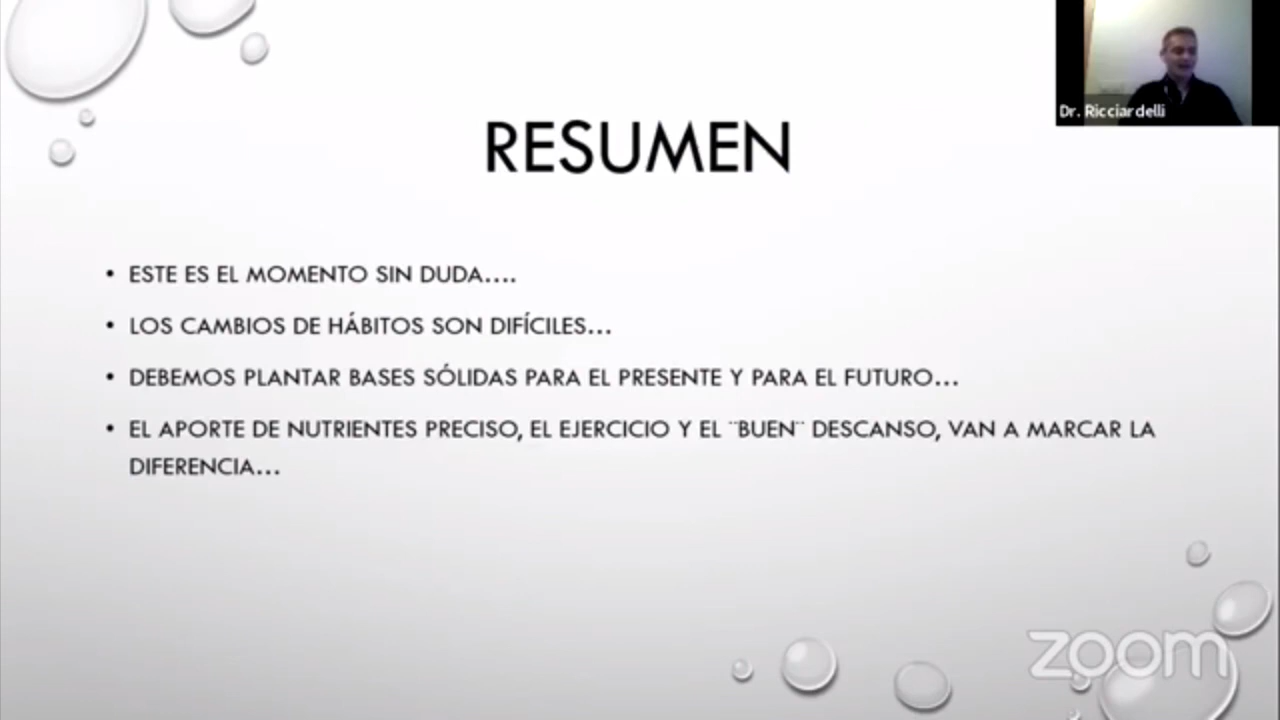 Dr. Ricciardelli
RESUMEN
• ESTE ES EL MOMENTO SIN DUDA....
• LOS CAMBIOS DE HÁBITOS SON DIFÍCILES...
• DEBEMOS PLANTAR BASES SÓLIDAS PARA EL PRESENTE Y PARA EL FUTURO...
• EL APORTE DE NUTRIENTES PRECISO, EL EJERCICIO Y EL ¨BUEN¨ DESCANSO, VAN A MARCAR LA
DIFERENCIA...
zoom